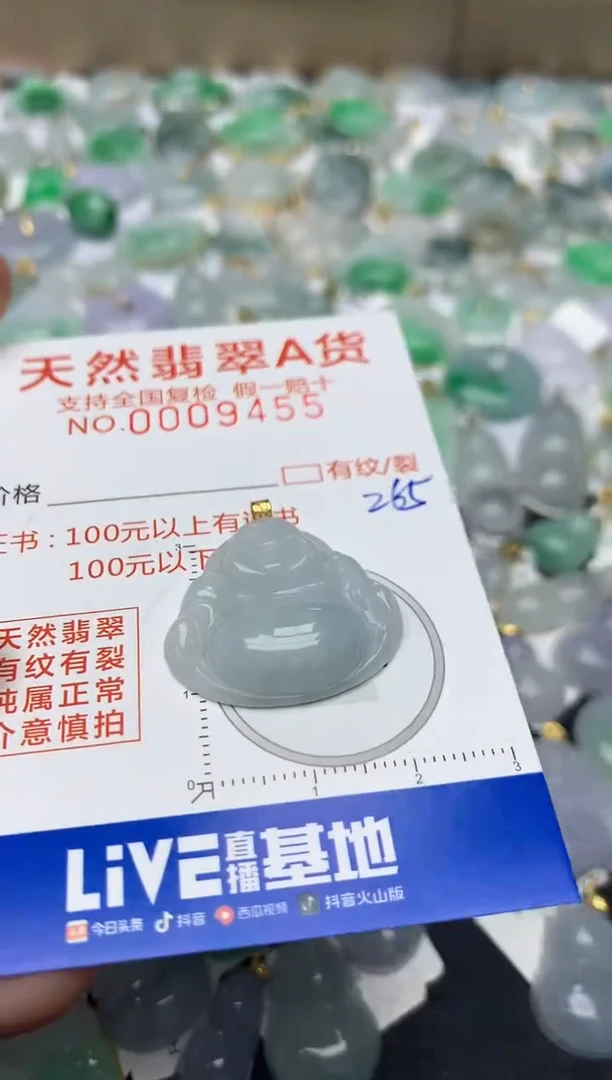 天然翡翠A货
支持全国复检 假一赔十
NO.0009455
价格
有纹/裂
265
证书:100元以上有证书
100元以下
天然翡翠
有纹有裂
纯属正常
介意慎拍
3
1
0
1 2 3
LiVE直播基地
今日头条 抖音 西瓜视频 抖音火山版